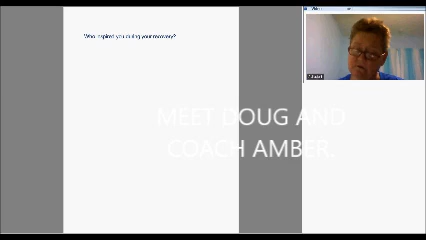 Who inspired you during your recovery?
MEET DOUG AND
COACH AMBER.